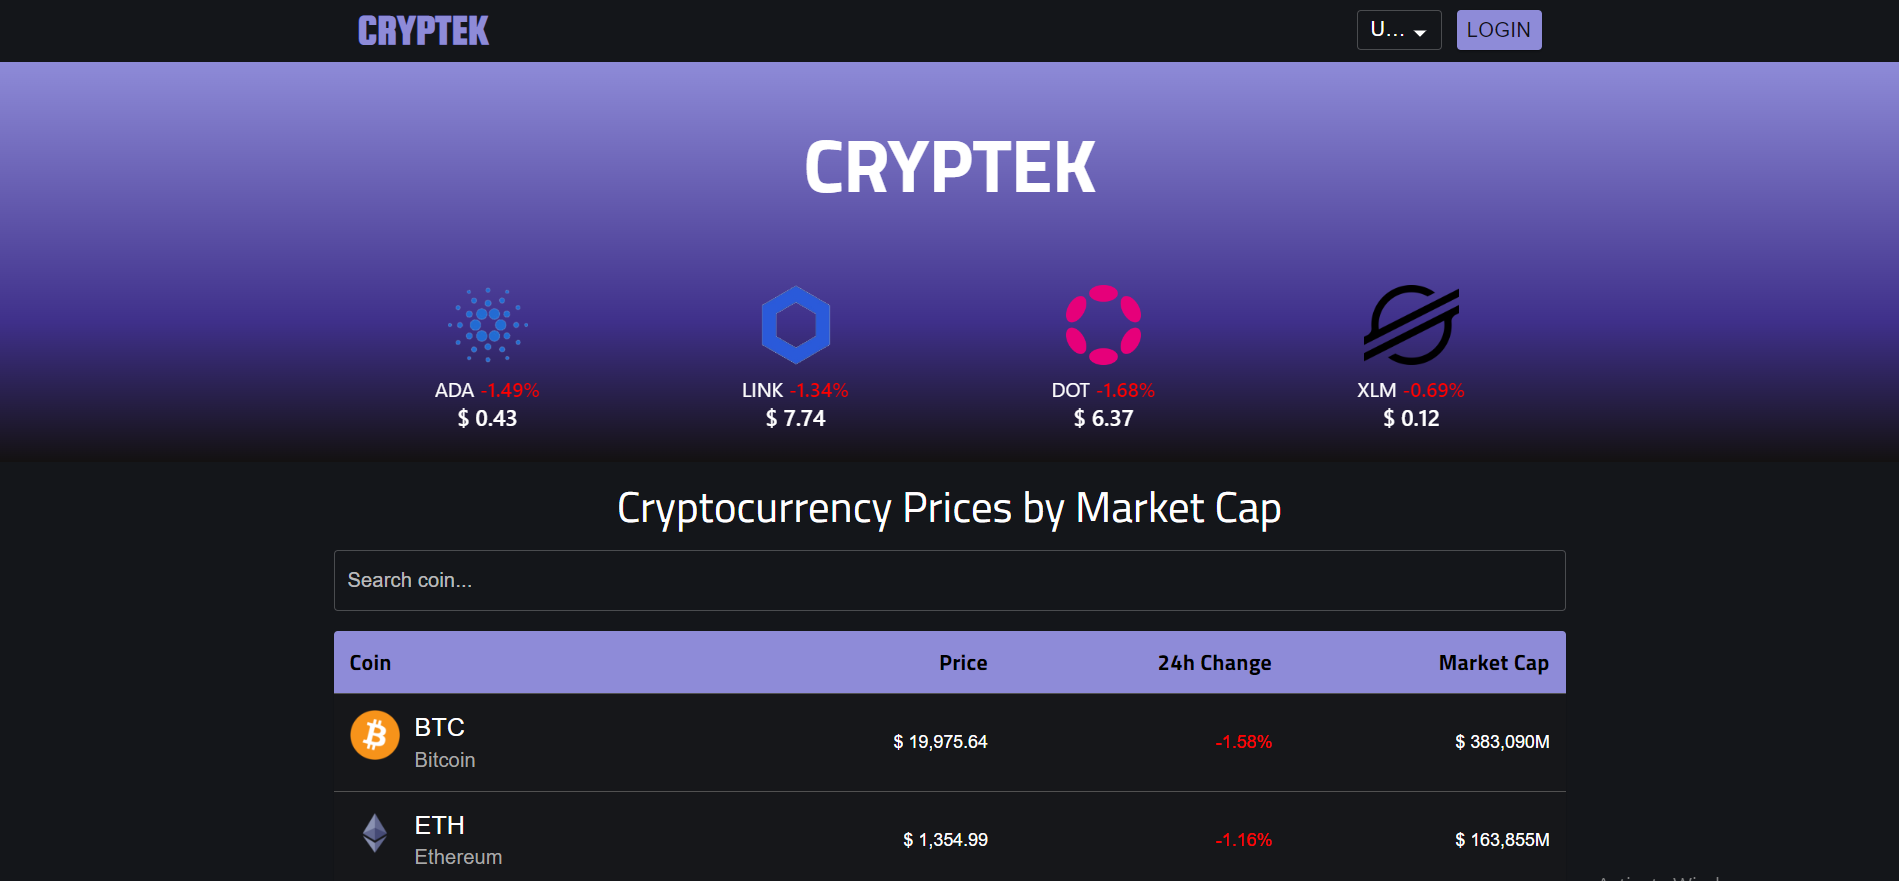 CRYPTEK
U... LOGIN
CRYPTEK
ADA -1.49%
$ 0.43
LINK -1.34%
$ 7.74
DOT -1.68%
$ 6.37
XLM -0.69%
$ 0.12
Cryptocurrency Prices by Market Cap
Search coin...
Coin Price 24h Change Market Cap
BTC
Bitcoin
$ 19,975.64 -1.58% $ 383,090M
ETH
Ethereum
$ 1,354.99 -1.16% $ 163,855M